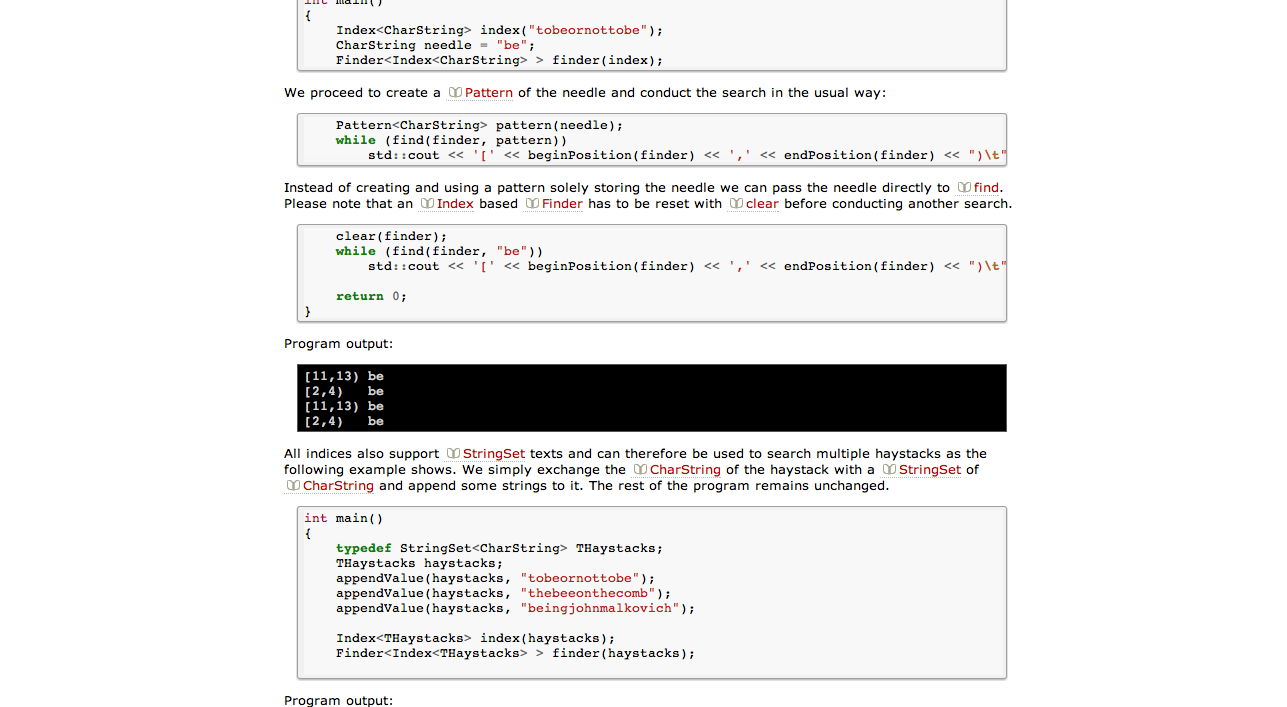 int main()
{
    Index<CharString> index("tobeornottobe");
    CharString needle = "be";
    Finder<Index<CharString> > finder(index);
We proceed to create a Pattern of the needle and conduct the search in the usual way:
    Pattern<CharString> pattern(needle);
    while (find(finder, pattern))
        std::cout << '[' << beginPosition(finder) << ',' << endPosition(finder) << ")\t"
Instead of creating and using a pattern solely storing the needle we can pass the needle directly to find.
Please note that an Index based Finder has to be reset with clear before conducting another search.
    clear(finder);
    while (find(finder, "be"))
        std::cout << '[' << beginPosition(finder) << ',' << endPosition(finder) << ")\t"
    return 0;
}
Program output:
[11,13) be
[2,4)   be
[11,13) be
[2,4)   be
All indices also support StringSet texts and can therefore be used to search multiple haystacks as the
following example shows. We simply exchange the CharString of the haystack with a StringSet of
CharString and append some strings to it. The rest of the program remains unchanged.
int main()
{
    typedef StringSet<CharString> THaystacks;
    THaystacks haystacks;
    appendValue(haystacks, "tobeornottobe");
    appendValue(haystacks, "thebeeonthecomb");
    appendValue(haystacks, "beingjohnmalkovich");
    Index<THaystacks> index(haystacks);
    Finder<Index<THaystacks> > finder(haystacks);
Program output: